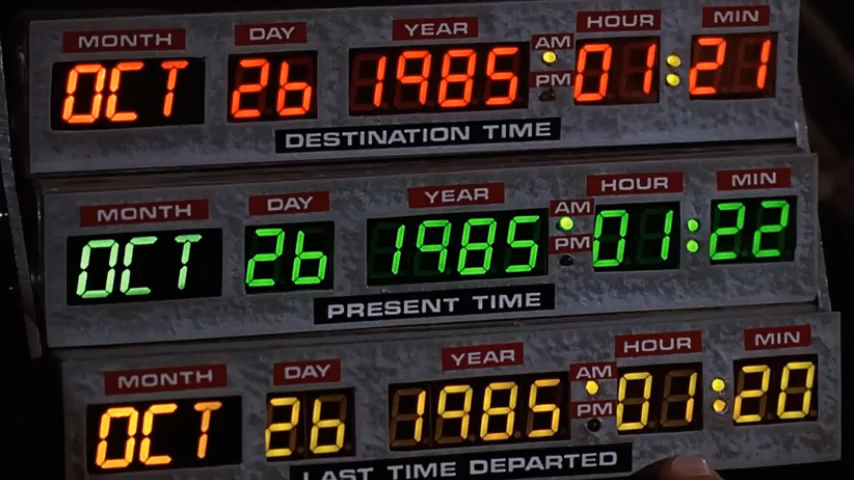 MONTH DAY YEAR AM PM HOUR MIN
OCT 26 1985 01:21
DESTINATION TIME
MONTH DAY YEAR AM PM HOUR MIN
OCT 26 1985 01:22
PRESENT TIME
MONTH DAY YEAR AM PM HOUR MIN
OCT 26 1985 01:20
LAST TIME DEPARTED